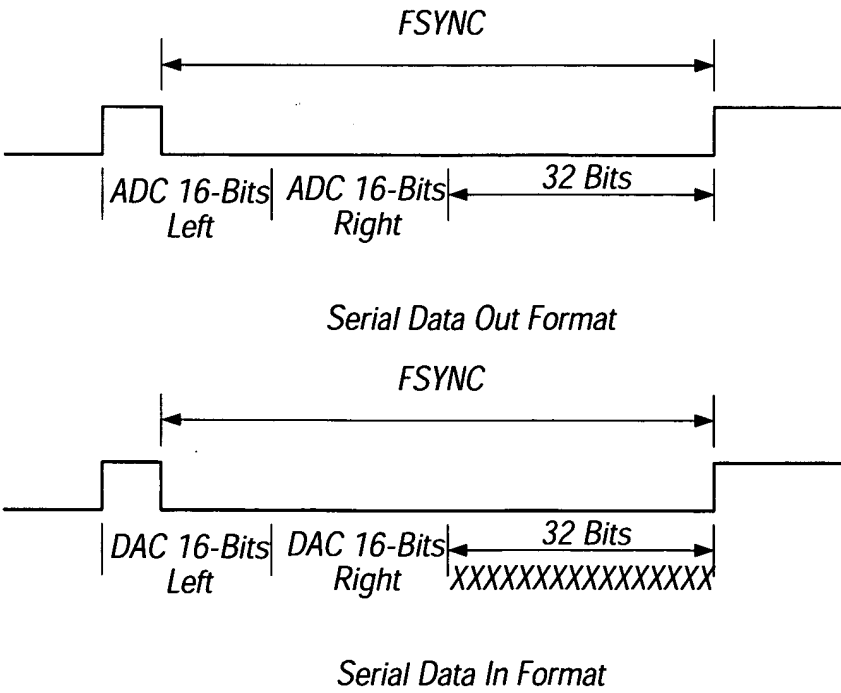 FSYNC
ADC 16-Bits Left
ADC 16-Bits Right
32 Bits
Serial Data Out Format
FSYNC
DAC 16-Bits Left
DAC 16-Bits Right
32 Bits
XXXXXXXXXXXXXXXX
Serial Data In Format